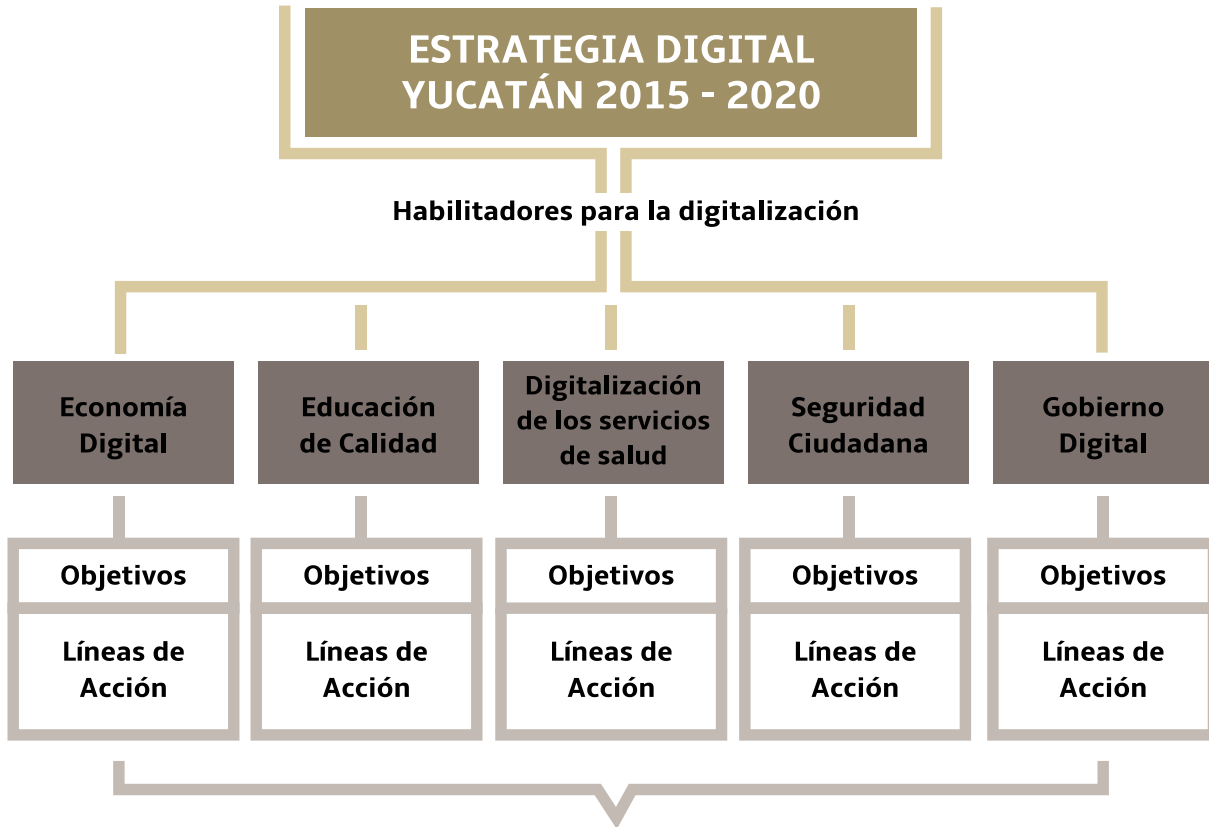 ESTRATEGIA DIGITAL
YUCATÁN 2015 - 2020
Habilitadores para la digitalización
Economía
Digital
Educación
de Calidad
Digitalización
de los servicios
de salud
Seguridad
Ciudadana
Gobierno
Digital
Objetivos
Objetivos
Objetivos
Objetivos
Objetivos
Líneas de
Acción
Líneas de
Acción
Líneas de
Acción
Líneas de
Acción
Líneas de
Acción